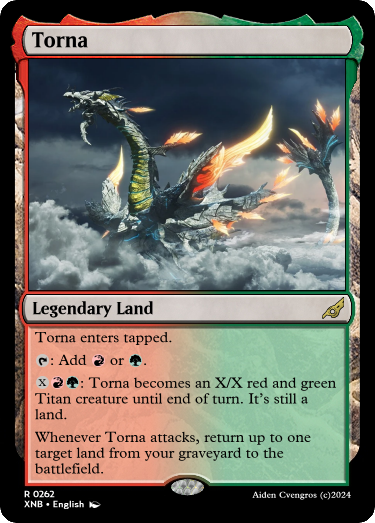 Torna
Legendary Land
Torna enters tapped.
: Add or .
X : Torna becomes an X/X red and green
Titan creature until end of turn. It's still a
land.
Whenever Torna attacks, return up to one
target land from your graveyard to the
battlefield.
R 0262
XNB • English Aiden Cvengros (c)2024